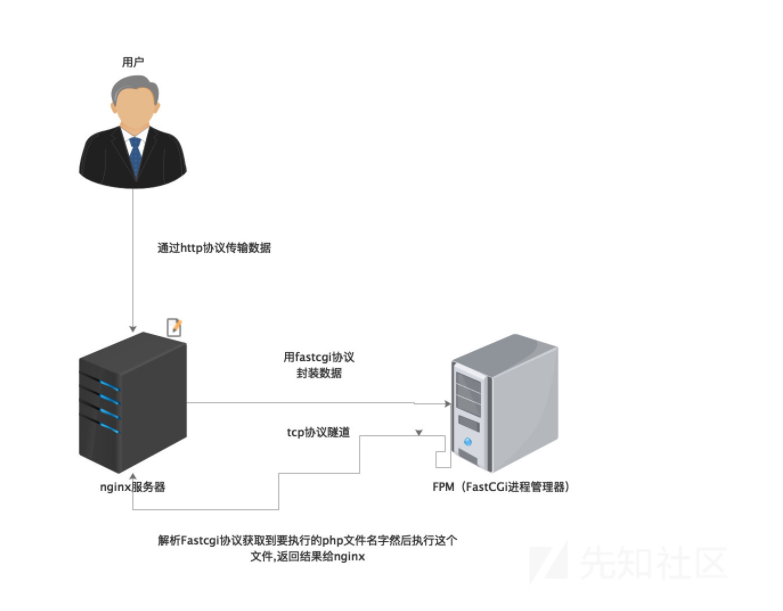 用户
通过http协议传输数据
用fastcgi协议
封装数据
tcp协议隧道
nginx服务器
FPM（FastCGi进程管理器）
解析Fastcgi协议获取到要执行的php文件名字然后执行这个
文件,返回结果给nginx
先知社区